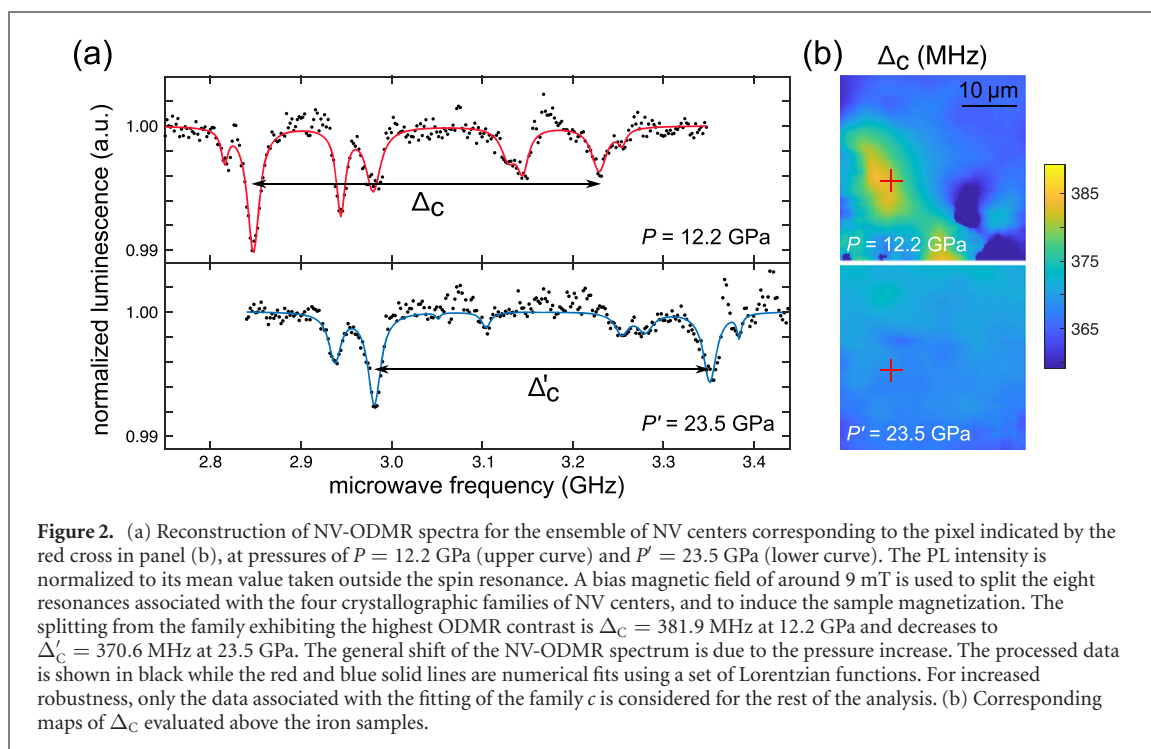 (a)
(b)
Δc (MHz)
10 µm
1.00
normalized luminescence (a.u.)
Δc
P = 12.2 GPa
0.99
385
375
365
P = 12.2 GPa
1.00
Δ'c
P' = 23.5 GPa
0.99
P' = 23.5 GPa
2.8 2.9 3.0 3.1 3.2 3.3 3.4
microwave frequency (GHz)
Figure 2. (a) Reconstruction of NV-ODMR spectra for the ensemble of NV centers corresponding to the pixel indicated by the
red cross in panel (b), at pressures of P = 12.2 GPa (upper curve) and P′ = 23.5 GPa (lower curve). The PL intensity is
normalized to its mean value taken outside the spin resonance. A bias magnetic field of around 9 mT is used to split the eight
resonances associated with the four crystallographic families of NV centers, and to induce the sample magnetization. The
splitting from the family exhibiting the highest ODMR contrast is ΔC = 381.9 MHz at 12.2 GPa and decreases to
Δ′C = 370.6 MHz at 23.5 GPa. The general shift of the NV-ODMR spectrum is due to the pressure increase. The processed data
is shown in black while the red and blue solid lines are numerical fits using a set of Lorentzian functions. For increased
robustness, only the data associated with the fitting of the family c is considered for the rest of the analysis. (b) Corresponding
maps of ΔC evaluated above the iron samples.